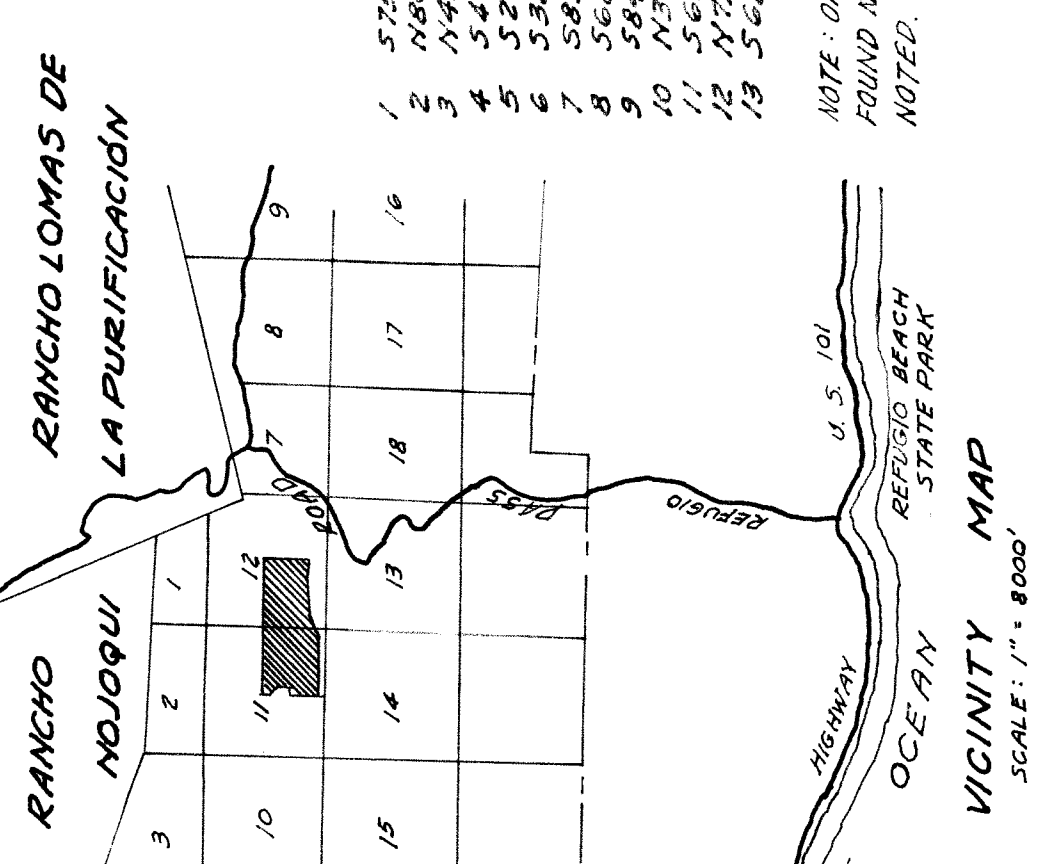 RANCHO LOMAS DE
LA PURIFICACIÓN
RANCHO
NOJOQUI
3
2
1
10
11
12
7
8
9
15
14
13
18
17
16
REFUGIO
PASS
ROAD
HIGHWAY
U. S. 101
OCEAN
REFUGIO BEACH
STATE PARK
VICINITY MAP
SCALE: 1" = 8000'
1
2
3
4
5
6
7
8
9
10
11
12
13
NOTE:
FOUND
NOTED.